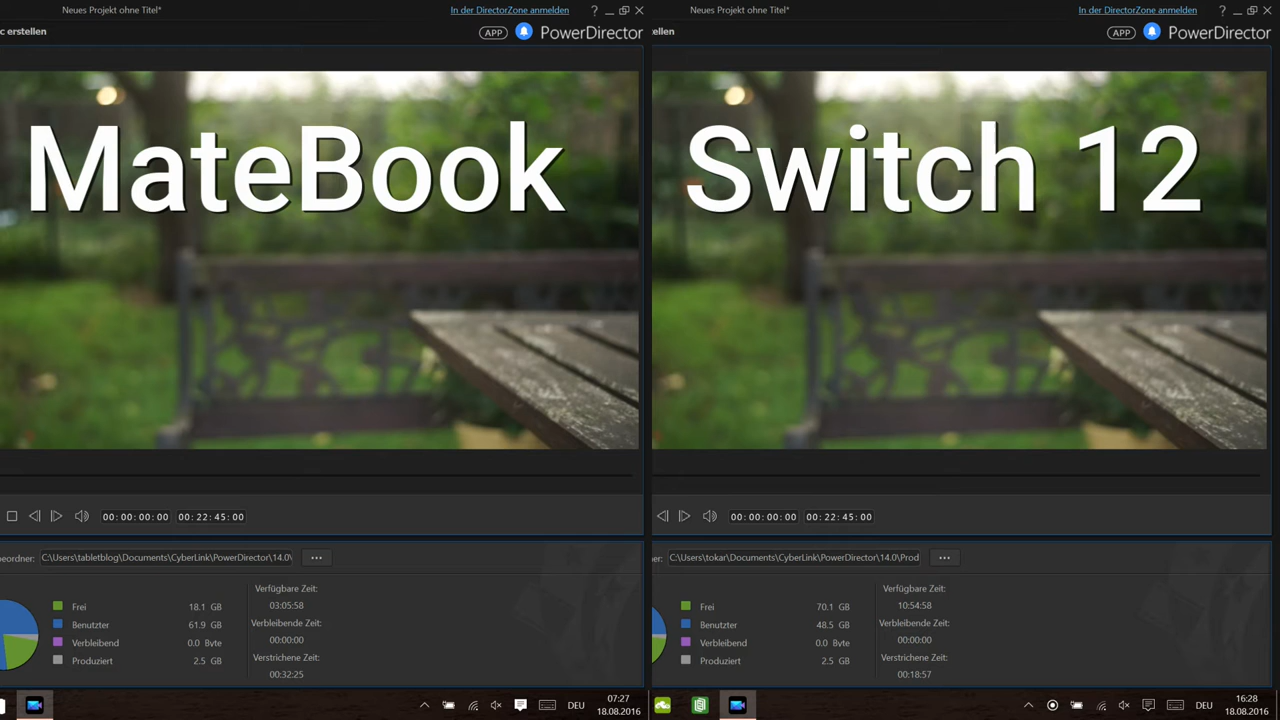 Neues Projekt ohne Titel*
In der DirectorZone anmelden
?
c erstellen
APP
PowerDirector
MateBook
00:00:00:00
00:22:45:00
eordner:
C:\Users\tabletblog\Documents\CyberLink\PowerDirector\14.0\
...
Frei 18.1 GB
Benutzer 61.9 GB
Verbleibend 0.0 Byte
Produziert 2.5 GB
Verfügbare Zeit:
03:05:58
Verbleibende Zeit:
00:00:00
Verstrichene Zeit:
00:32:25
DEU
07:27
18.08.2016
Neues Projekt ohne Titel*
In der DirectorZone anmelden
?
tellen
APP
PowerDirector
Switch 12
00:00:00:00
00:22:45:00
er:
C:\Users\tokar\Documents\CyberLink\PowerDirector\14.0\Prod
...
Frei 70.1 GB
Benutzer 48.5 GB
Verbleibend 0.0 Byte
Produziert 2.5 GB
Verfügbare Zeit:
10:54:58
Verbleibende Zeit:
00:00:00
Verstrichene Zeit:
00:18:57
DEU
16:28
18.08.2016